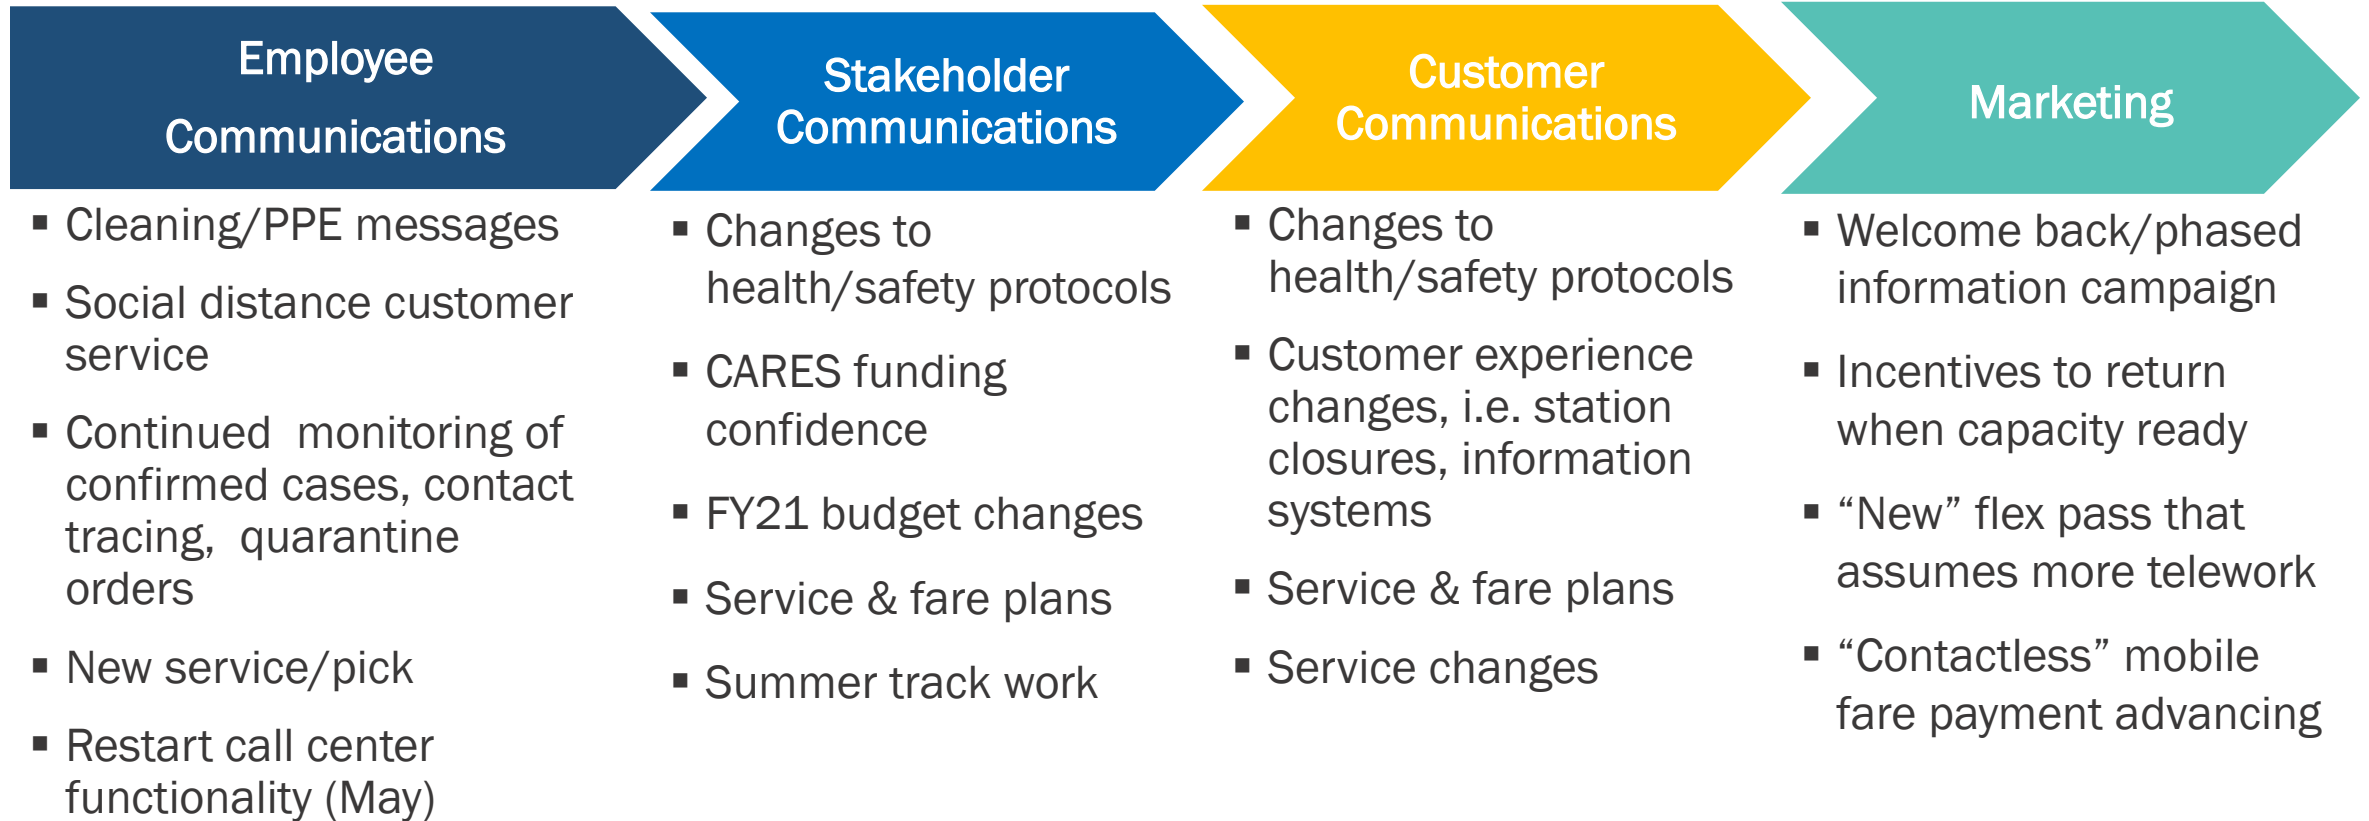 Employee
Communications
▪ Cleaning/PPE messages
▪ Social distance customer
service
▪ Continued  monitoring of
confirmed cases, contact
tracing,  quarantine
orders
▪ New service/pick
▪ Restart call center
functionality (May)
Stakeholder
Communications
▪ Changes to
health/safety protocols
▪ CARES funding
confidence
▪ FY21 budget changes
▪ Service & fare plans
▪ Summer track work
Customer
Communications
▪ Changes to
health/safety protocols
▪ Customer experience
changes, i.e. station
closures, information
systems
▪ Service & fare plans
▪ Service changes
Marketing
▪ Welcome back/phased
information campaign
▪ Incentives to return
when capacity ready
▪ “New” flex pass that
assumes more telework
▪ “Contactless” mobile
fare payment advancing